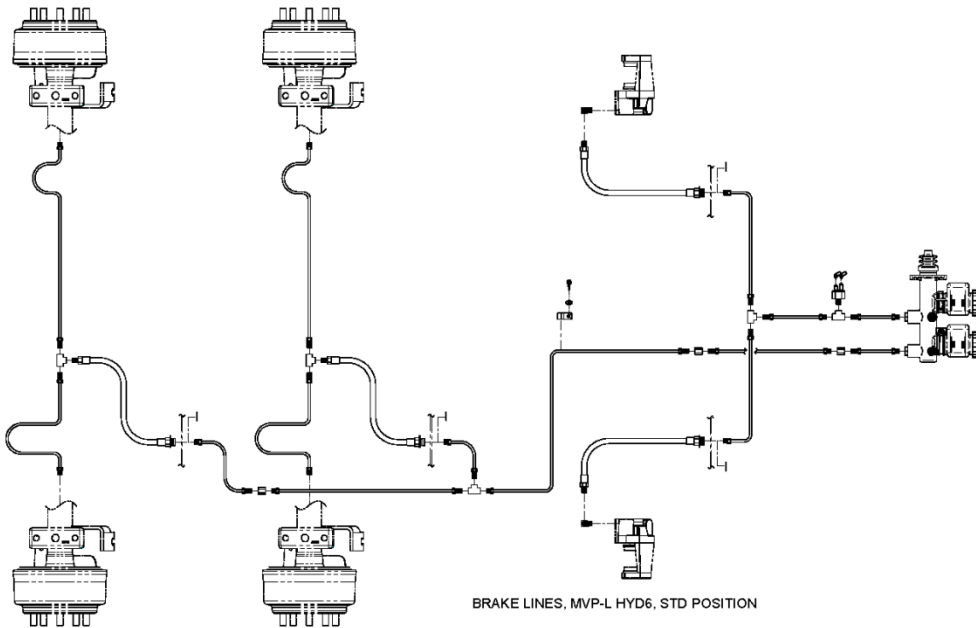 BRAKE LINES, MVP-L HYD6, STD POSITION